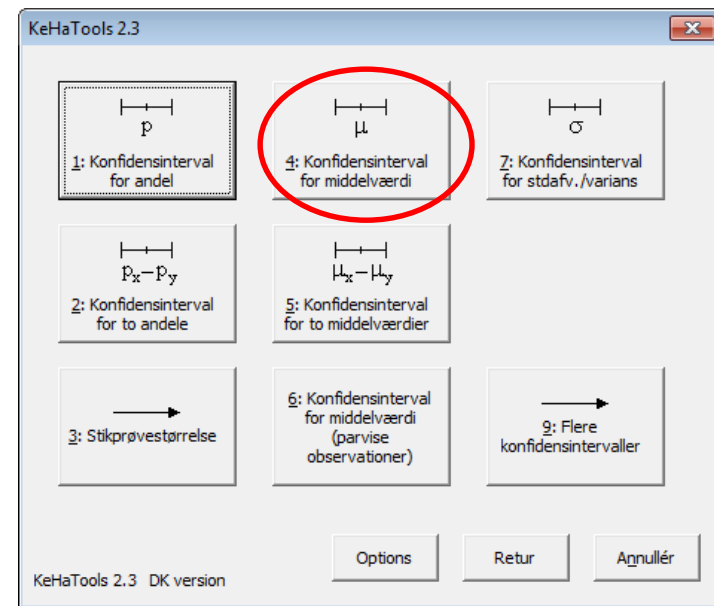 KeHaTools 2.3
p
1: Konfidensinterval
for andel
μ
4: Konfidensinterval
for middelværdi
σ
7: Konfidensinterval
for stdafv./varians
px−py
2: Konfidensinterval
for to andele
μx−μy
5: Konfidensinterval
for to middelværdier
3: Stikprøvestørrelse
6: Konfidensinterval
for middelværdi
(parvise
observationer)
9: Flere
konfidensintervaller
Options
Retur
Annullér
KeHaTools 2.3 DK version